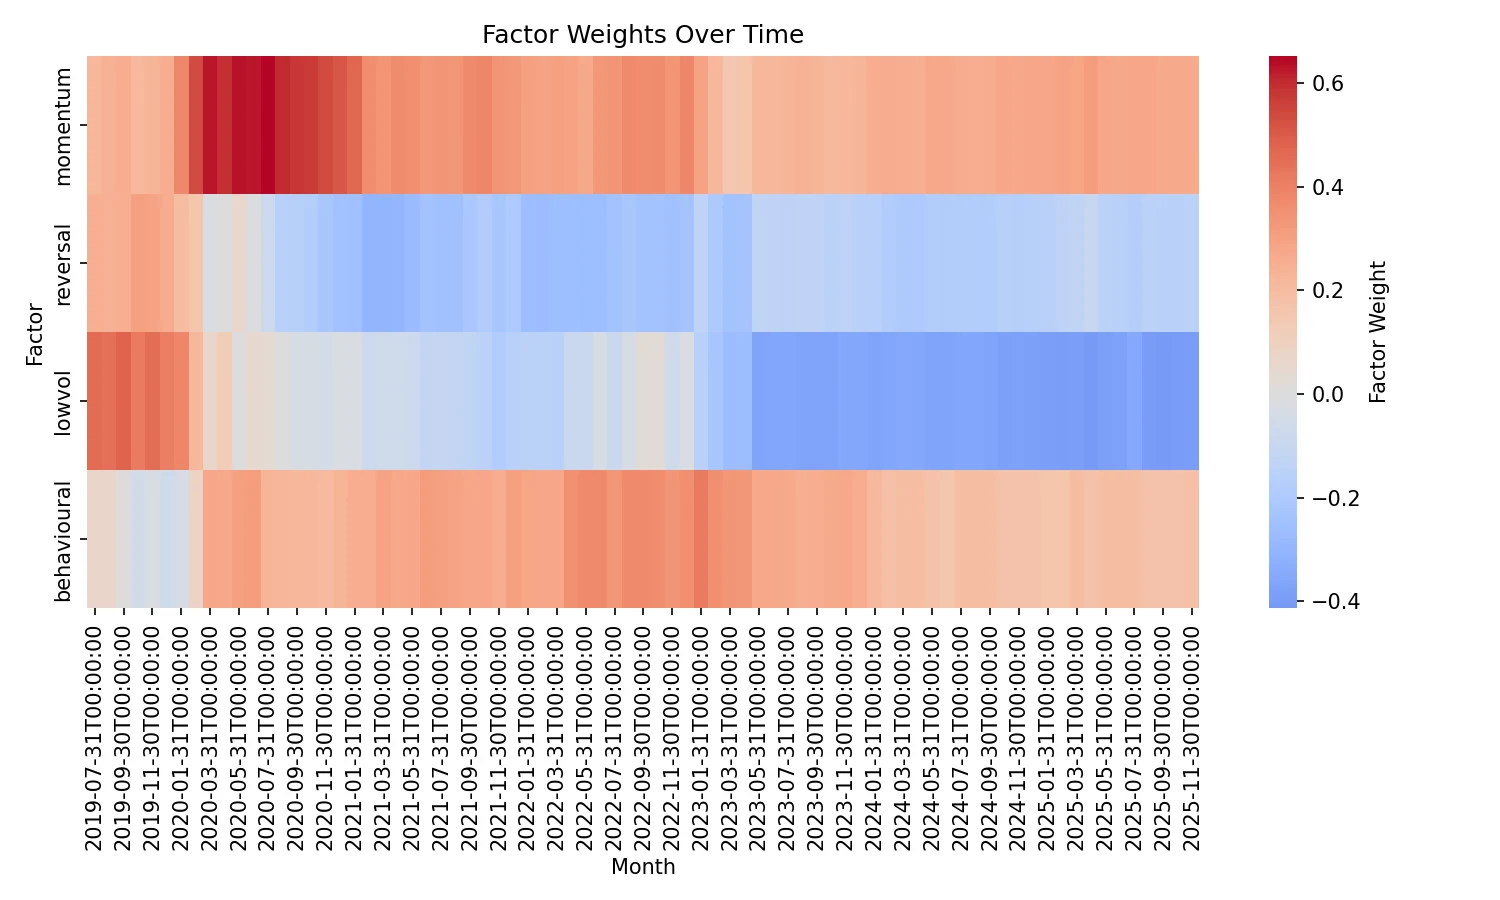 Factor Weights Over Time
Factor
momentum
reversal
lowvol
behavioural
2019-07-31T00:00:00
2019-09-30T00:00:00
2019-11-30T00:00:00
2020-01-31T00:00:00
2020-03-31T00:00:00
2020-05-31T00:00:00
2020-07-31T00:00:00
2020-09-30T00:00:00
2020-11-30T00:00:00
2021-01-31T00:00:00
2021-03-31T00:00:00
2021-05-31T00:00:00
2021-07-31T00:00:00
2021-09-30T00:00:00
2021-11-30T00:00:00
2022-01-31T00:00:00
2022-03-31T00:00:00
2022-05-31T00:00:00
2022-07-31T00:00:00
2022-09-30T00:00:00
2022-11-30T00:00:00
2023-01-31T00:00:00
2023-03-31T00:00:00
2023-05-31T00:00:00
2023-07-31T00:00:00
2023-09-30T00:00:00
2023-11-30T00:00:00
2024-01-31T00:00:00
2024-03-31T00:00:00
2024-05-31T00:00:00
2024-07-31T00:00:00
2024-09-30T00:00:00
2024-11-30T00:00:00
2025-01-31T00:00:00
2025-03-31T00:00:00
2025-05-31T00:00:00
2025-07-31T00:00:00
2025-09-30T00:00:00
2025-11-30T00:00:00
Month
0.6
0.4
0.2
0.0
−0.2
−0.4
Factor Weight